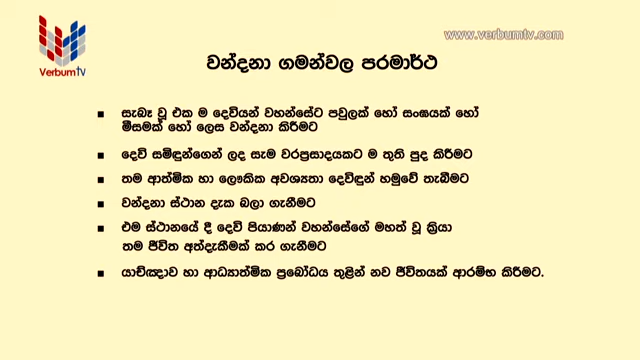 www.verbumtv.com
VerbumTV
වන්දනා ගමන්වල පරමාර්ථ
▪ සැබෑ වූ එක ම දෙවියන් වහන්සේට පවුලක් හෝ සංඝයක් හෝ
මීසමක් හෝ ලෙස වන්දනා කිරීමට
▪ දෙවි සමිඳුන්ගෙන් ලද සැම වරප්‍රසාදයකට ම තුති පුද කිරීමට
▪ තම ආත්මික හා ලෞකික අවශ්‍යතා දෙවිඳුන් හමුවේ තැබීමට
▪ වන්දනා ස්ථාන දැක බලා ගැනීමට
▪ එම ස්ථානයේ දී දෙවි පියාණන් වහන්සේගේ මහත් වූ ක්‍රියා
තම ජීවිත අත්දැකීමක් කර ගැනීමට
▪ යාච්ඤාව හා ආධ්‍යාත්මික ප්‍රබෝධය තුළින් නව ජීවිතයක් ආරම්භ කිරීමට.